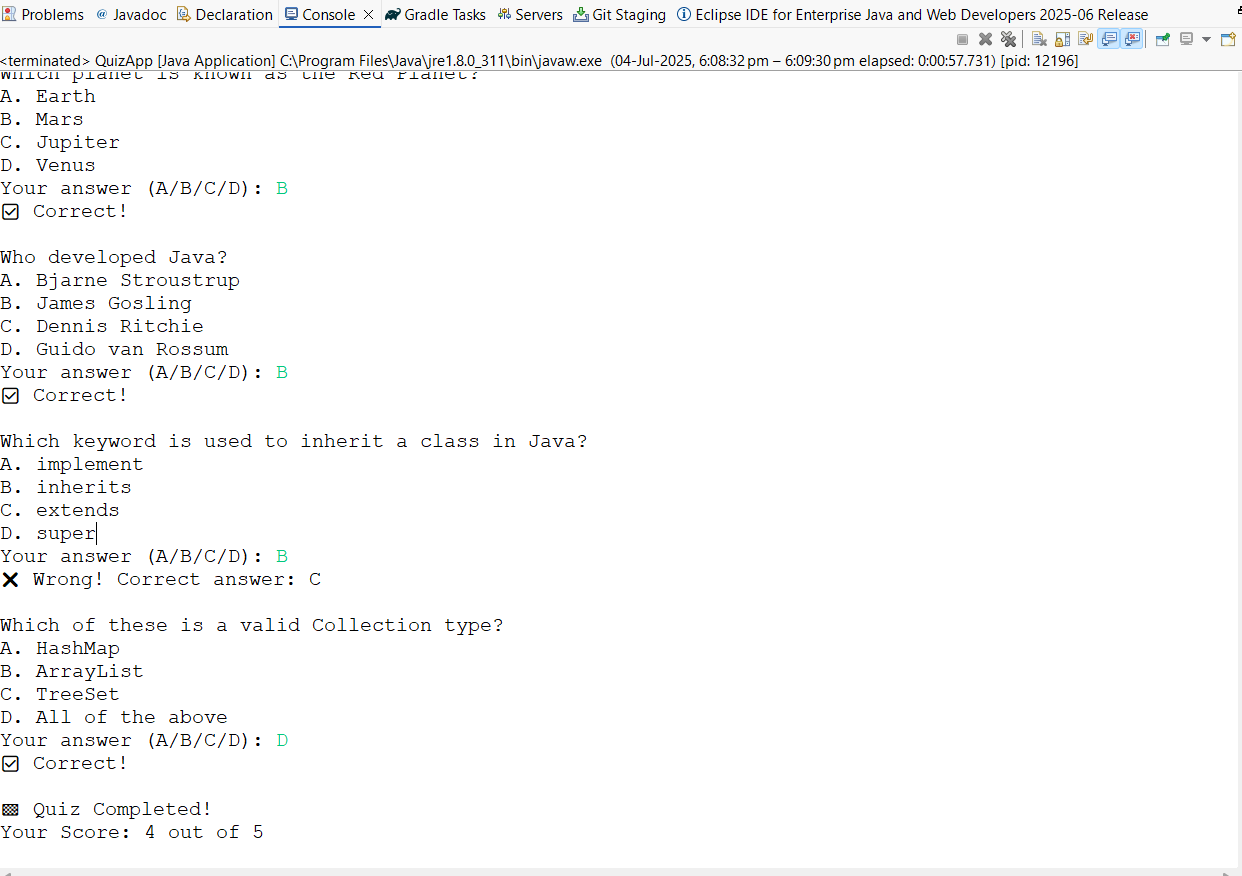 Problems @ Javadoc Declaration Console Gradle Tasks Servers Git Staging Eclipse IDE for Enterprise Java and Web Developers 2025-06 Release
<terminated> QuizApp [Java Application] C:\Program Files\Java\jre1.8.0_311\bin\javaw.exe (04-Jul-2025, 6:08:32 pm – 6:09:30 pm elapsed: 0:00:57.731) [pid: 12196]
Which planet is known as the Red Planet?
A. Earth
B. Mars
C. Jupiter
D. Venus
Your answer (A/B/C/D): B
☑ Correct!
Who developed Java?
A. Bjarne Stroustrup
B. James Gosling
C. Dennis Ritchie
D. Guido van Rossum
Your answer (A/B/C/D): B
☑ Correct!
Which keyword is used to inherit a class in Java?
A. implement
B. inherits
C. extends
D. super
Your answer (A/B/C/D): B
❌ Wrong! Correct answer: C
Which of these is a valid Collection type?
A. HashMap
B. ArrayList
C. TreeSet
D. All of the above
Your answer (A/B/C/D): D
☑ Correct!
🏁 Quiz Completed!
Your Score: 4 out of 5